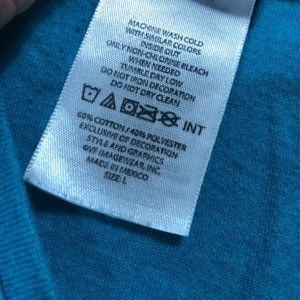 MACHINE WASH COLD
WITH SIMILAR COLORS
INSIDE OUT
ONLY NON-CHLORINE BLEACH
WHEN NEEDED
TUMBLE DRY LOW
DO NOT IRON DECORATION
DO NOT DRY CLEAN
INT
60% COTTON/40% POLYESTER
EXCLUSIVE OF DECORATION
STYLE AND GRAPHICS
GVF IMAGEWEAR, INC.
MADE IN MEXICO
SIZE: L